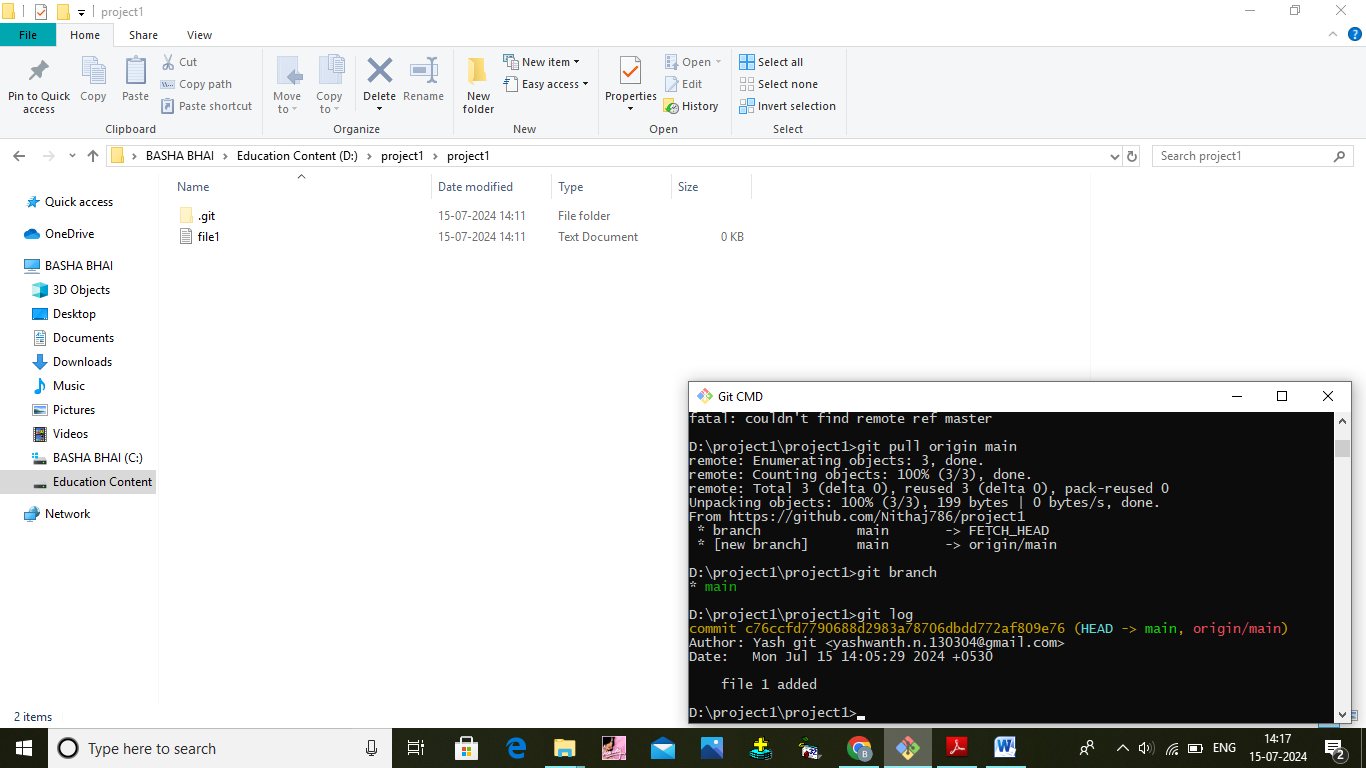 project1
File Home Share View
Pin to Quick access
Copy
Paste
Cut
Copy path
Paste shortcut
Clipboard
Move to
Copy to
Delete
Rename
Organize
New folder
New item
Easy access
New
Properties
Open
Edit
History
Open
Select all
Select none
Invert selection
Select
BASHA BHAI › Education Content (D:) › project1 › project1
Search project1
Name Date modified Type Size
.git 15-07-2024 14:11 File folder
file1 15-07-2024 14:11 Text Document 0 KB
Quick access
OneDrive
BASHA BHAI
3D Objects
Desktop
Documents
Downloads
Music
Pictures
Videos
BASHA BHAI (C:)
Education Content
Network
2 items
Git CMD
fatal: couldn't find remote ref master
D:\project1\project1>git pull origin main
remote: Enumerating objects: 3, done.
remote: Counting objects: 100% (3/3), done.
remote: Total 3 (delta 0), reused 3 (delta 0), pack-reused 0
Unpacking objects: 100% (3/3), 199 bytes | 0 bytes/s, done.
From https://github.com/Nithaj786/project1
* branch main -> FETCH_HEAD
* [new branch] main -> origin/main
D:\project1\project1>git branch
* main
D:\project1\project1>git log
commit c76ccfd7790688d2983a78706dbdd772af809e76 (HEAD -> main, origin/main)
Author: Yash git <yashwanth.n.130304@gmail.com>
Date: Mon Jul 15 14:05:29 2024 +0530
file 1 added
D:\project1\project1>
Type here to search
ENG
14:17
15-07-2024
2